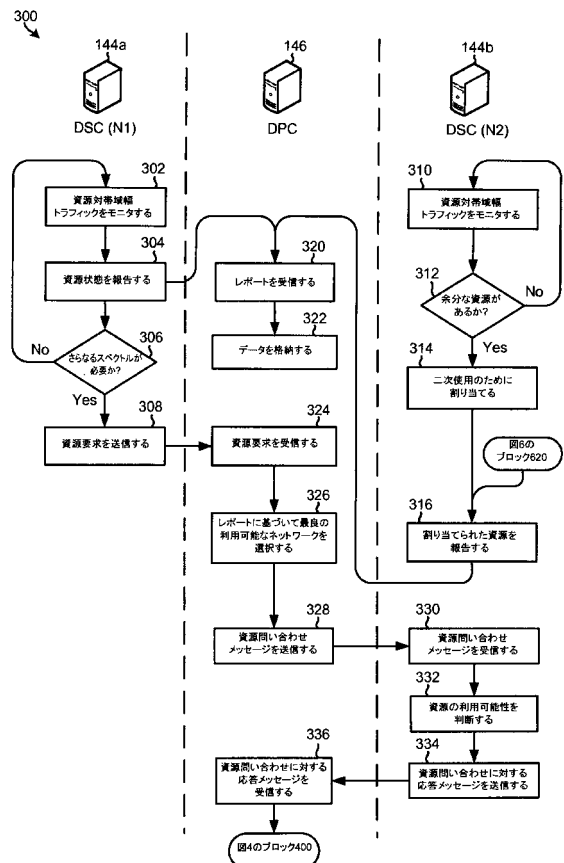 300
144a
DSC (N1)
146
DPC
144b
DSC (N2)
302
資源対帯域幅
トラフィックをモニタする
304
資源状態を報告する
306
さらなるスペクトルが
必要か?
No
Yes
308
資源要求を送信する
320
レポートを受信する
322
データを格納する
324
資源要求を受信する
326
レポートに基づいて最良の
利用可能なネットワークを
選択する
328
資源問い合わせ
メッセージを送信する
310
資源対帯域幅
トラフィックをモニタする
312
余分な資源が
あるか?
No
Yes
314
二次使用のために
割り当てる
図6の
ブロック620
316
割り当てられた資源を
報告する
330
資源問い合わせ
メッセージを受信する
332
資源の利用可能性を
判断する
334
資源問い合わせに対する
応答メッセージを送信する
336
資源問い合わせに対する
応答メッセージを
受信する
図4のブロック400